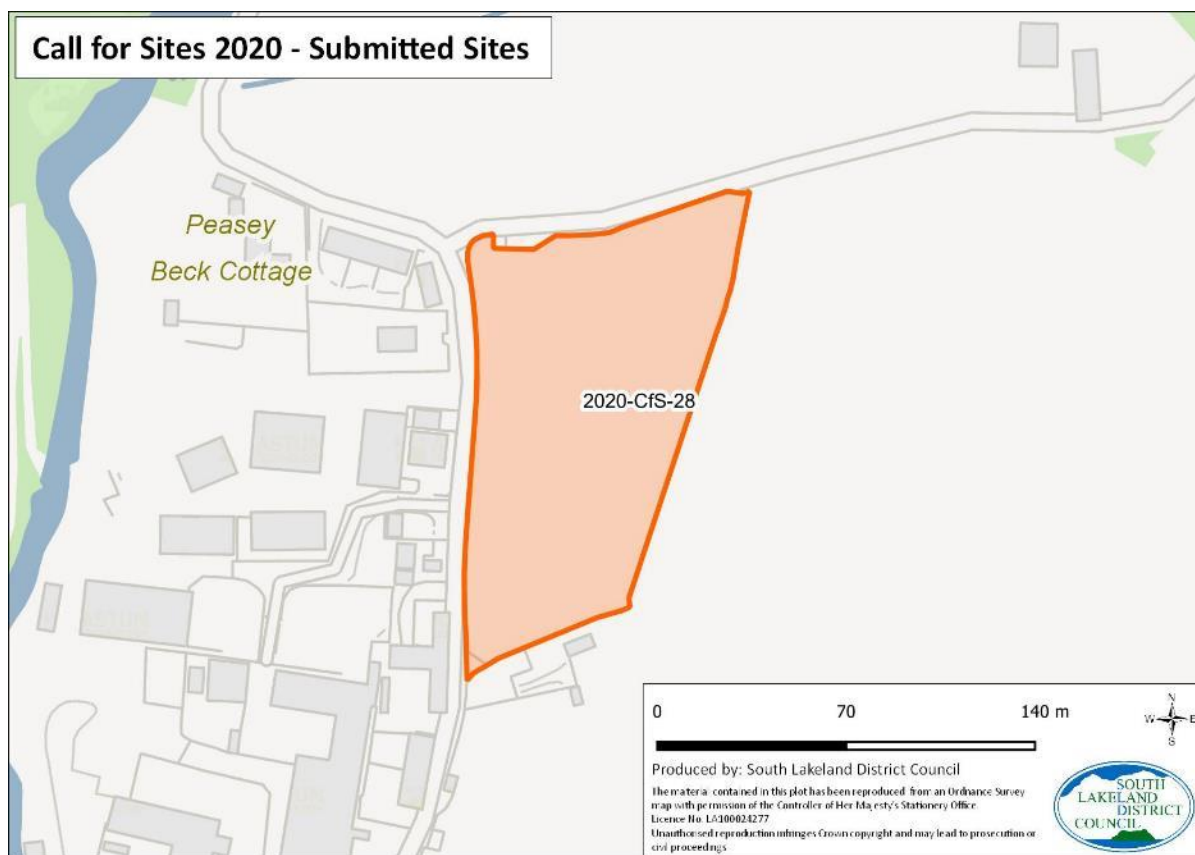 Call for Sites 2020 - Submitted Sites
Peasey
Beck Cottage
2020-CfS-28
0 70 140 m
N
W E
S
Produced by: South Lakeland District Council
The material contained in this plot has been reproduced from an Ordnance Survey
map with permission of the Controller of Her Majesty's Stationery Office.
Licence No. LA100024277
Unauthorised reproduction infringes Crown copyright and may lead to prosecution or
civil proceedings
SOUTH
LAKELAND
DISTRICT
COUNCIL